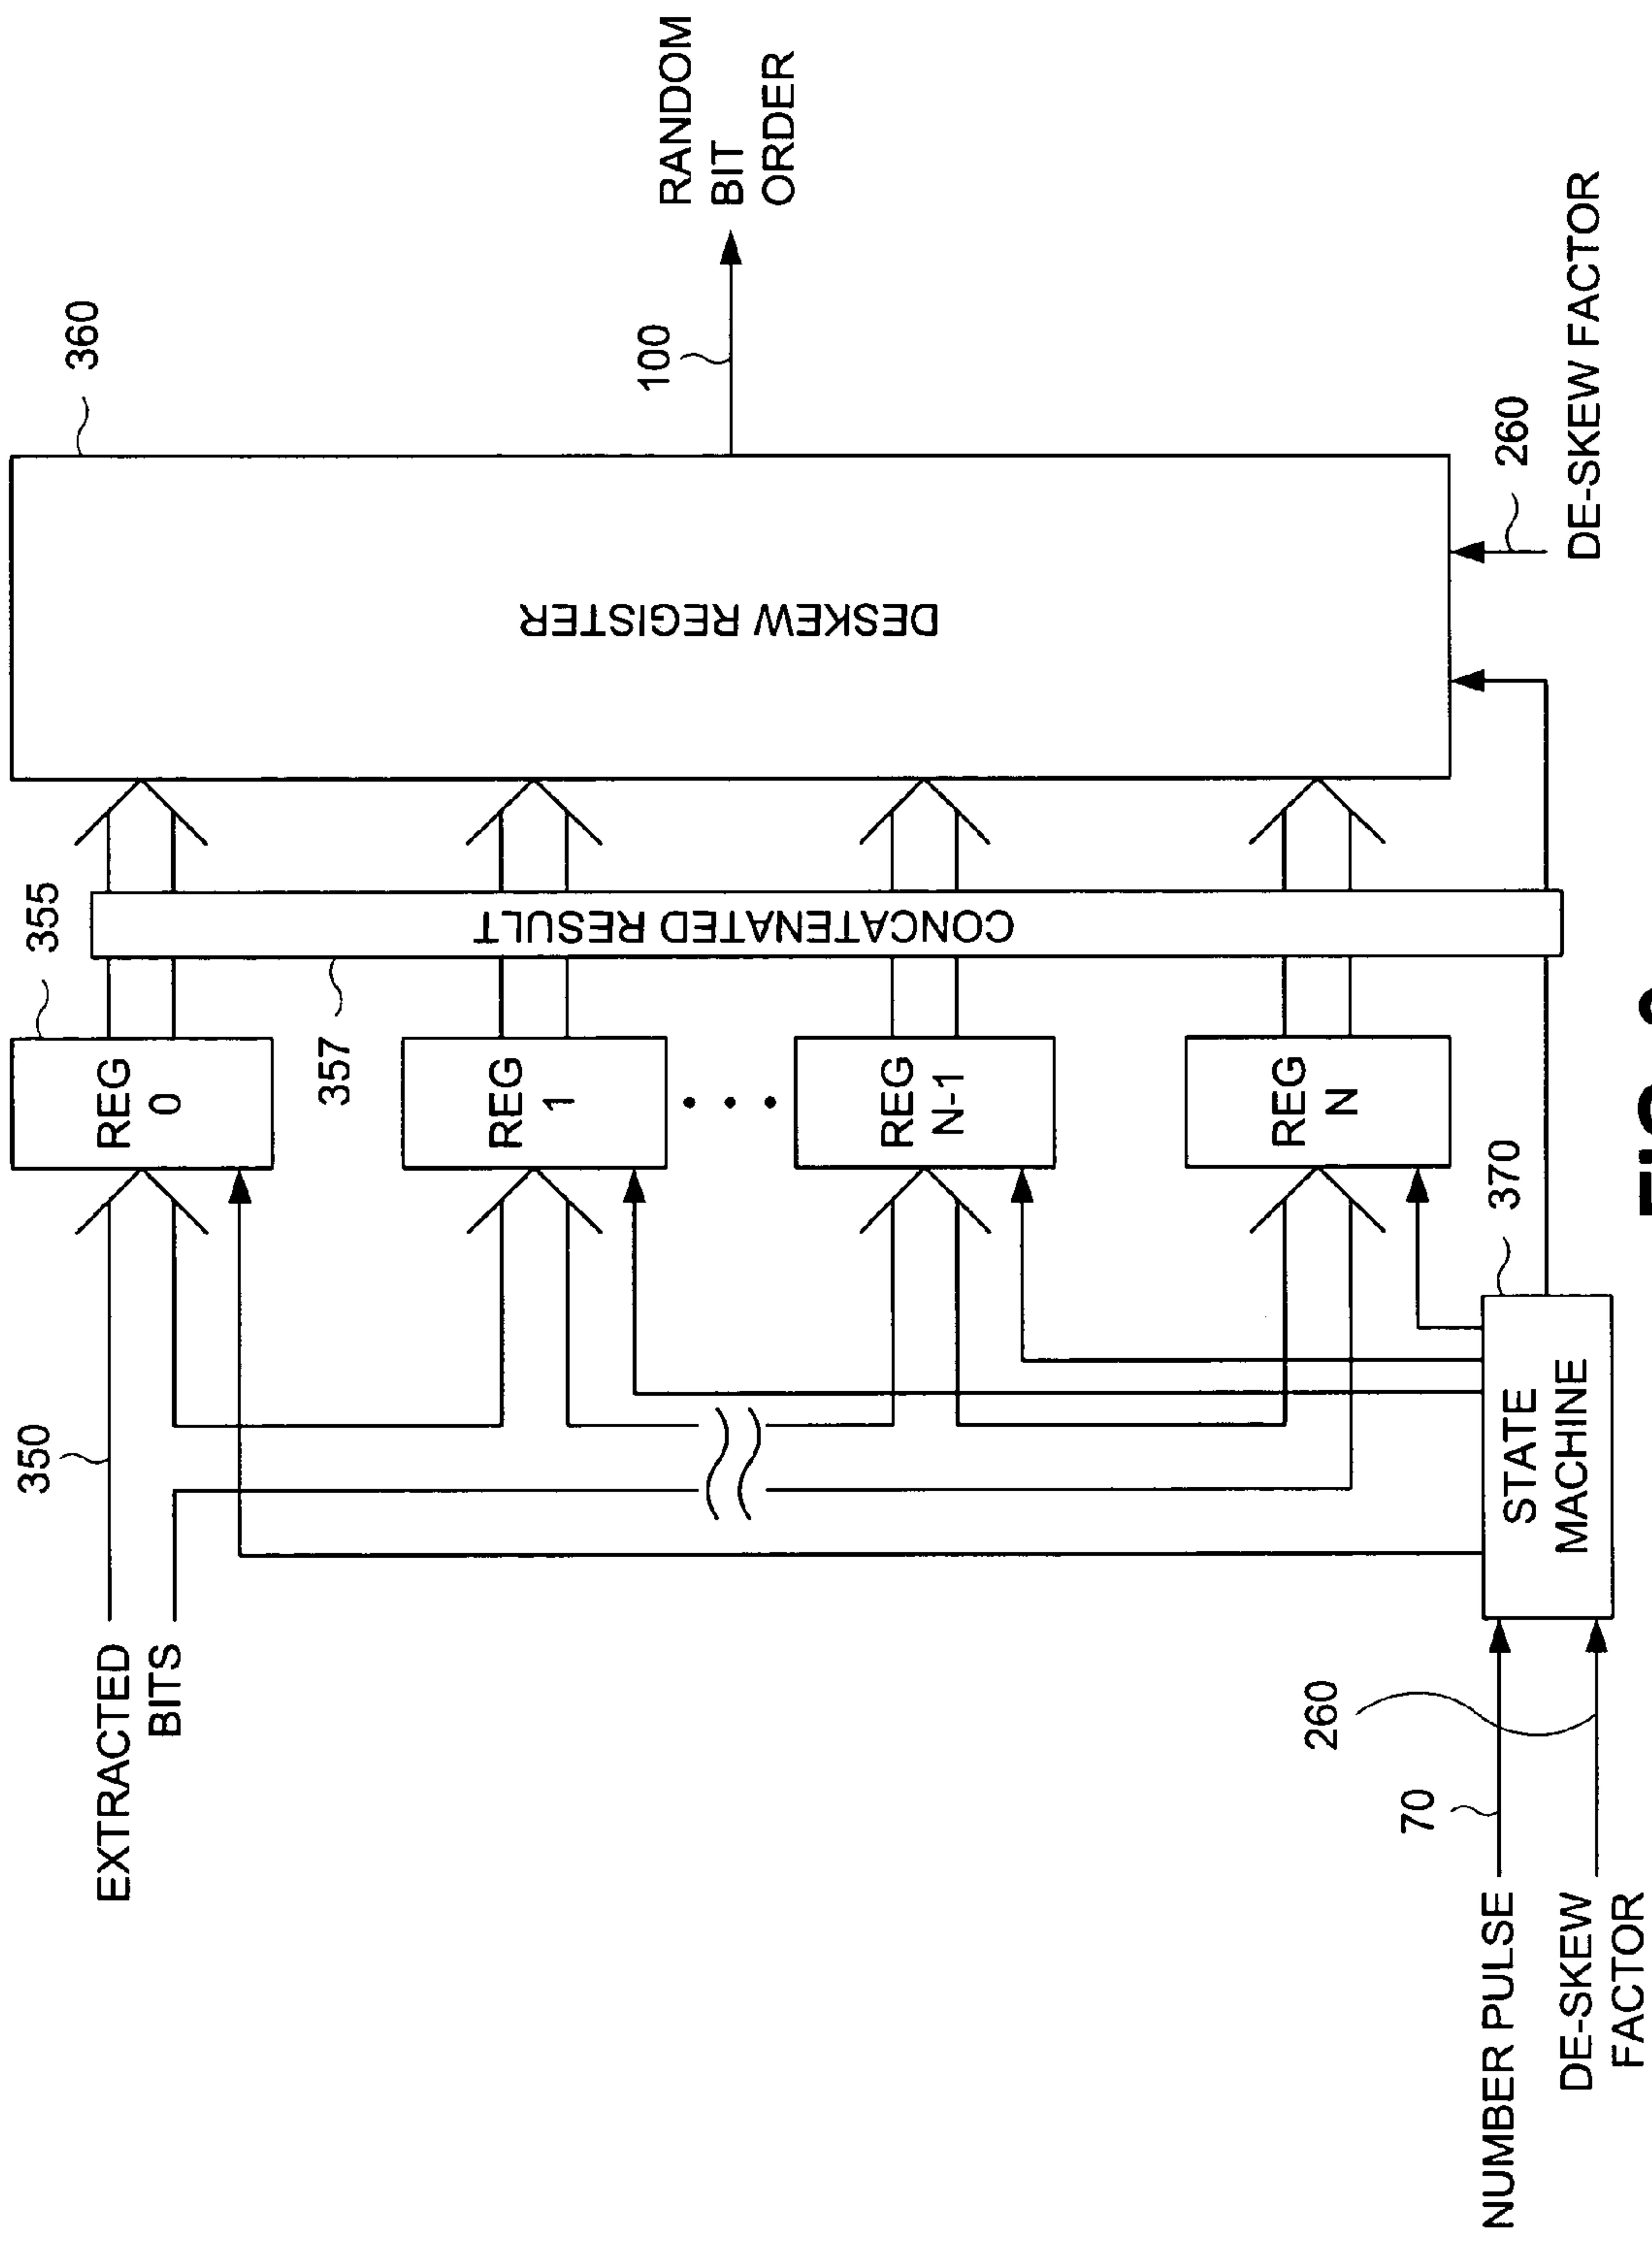 EXTRACTED
BITS
350
REG
0
355
REG
1
REG
N-1
REG
N
357
CONCATENATED RESULT
360
DESKEW REGISTER
100
RANDOM
BIT
ORDER
260
DE-SKEW FACTOR
370
STATE
MACHINE
260
70
NUMBER PULSE
DE-SKEW
FACTOR